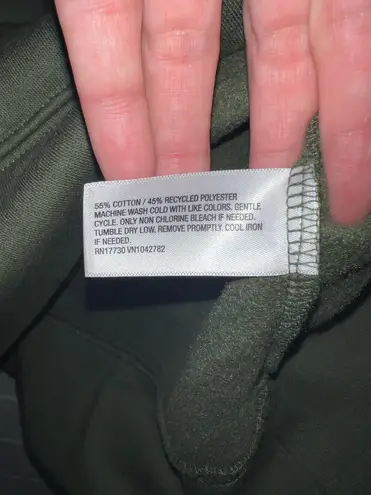 55% COTTON / 45% RECYCLED POLYESTER
MACHINE WASH COLD WITH LIKE COLORS. GENTLE
CYCLE. ONLY NON CHLORINE BLEACH IF NEEDED.
TUMBLE DRY LOW, REMOVE PROMPTLY. COOL IRON
IF NEEDED.
RN17730 VN1042782